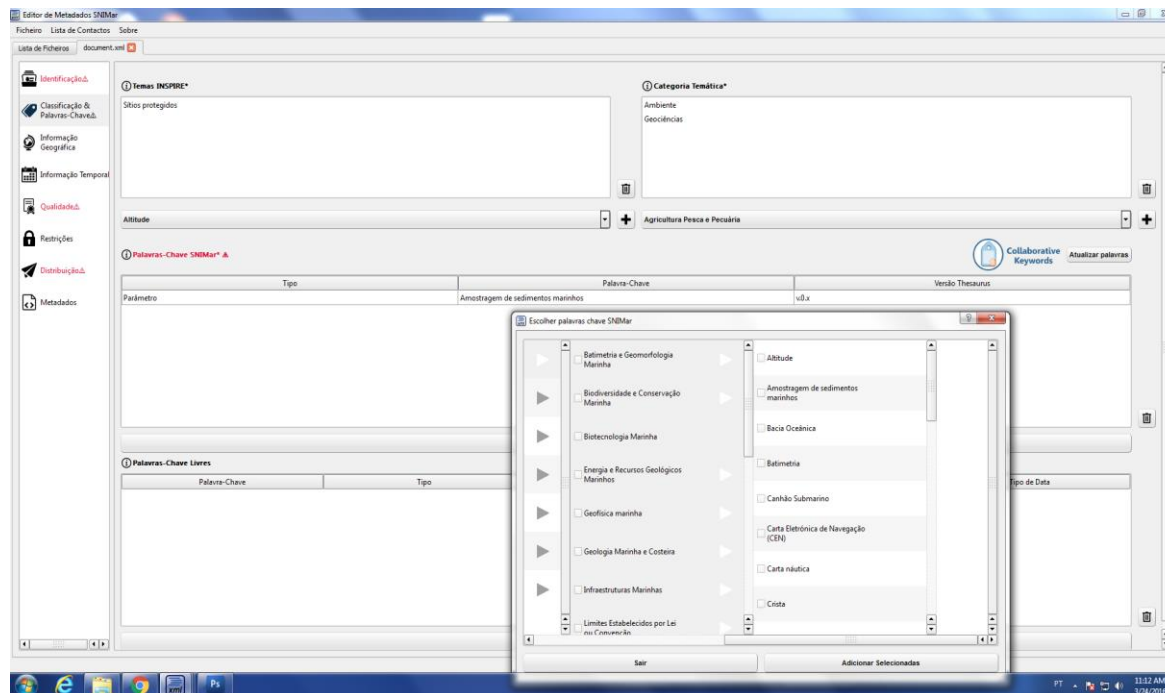 Editor de Metadados SNIMar
Ficheiro Lista de Contactos Sobre
Lista de Ficheiros document.xml
Identificação
Classificação &
Palavras-Chave
Informação
Geográfica
Informação Temporal
Qualidade
Restrições
Distribuição
Metadados
Temas INSPIRE*
Sítios protegidos
Altitude
Categoria Temática*
Ambiente
Geociências
Agricultura Pesca e Pecuária
Palavras-Chave SNIMar*
Collaborative
Keywords
Atualizar palavras
Tipo Palavra-Chave Versão Thesaurus
Parâmetro Amostragem de sedimentos marinhos v.0.x
Palavras-Chave Livres
Palavra-Chave Tipo Tipo de Data
Escolher palavras chave SNIMar
Batimetria e Geomorfologia
Marinha
Biodiversidade e Conservação
Marinha
Biotecnologia Marinha
Energia e Recursos Geológicos
Marinhos
Geofísica marinha
Geologia Marinha e Costeira
Infraestruturas Marinhas
Limites Estabelecidos por Lei
ou Convenção
Altitude
Amostragem de sedimentos
marinhos
Bacia Oceânica
Batimetria
Canhão Submarino
Carta Eletrónica de Navegação
(CEN)
Carta náutica
Crista
Sair Adicionar Selecionadas
Ps
xml
PT
11:12 AM